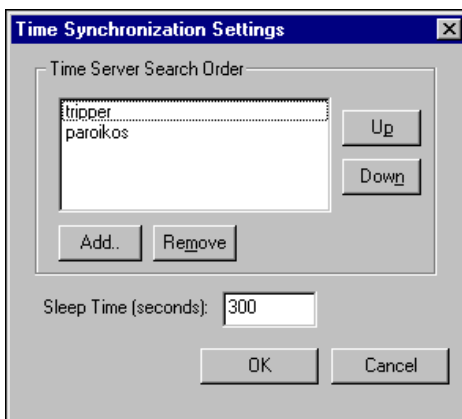 Time Synchronization Settings
Time Server Search Order
tripper
paroikos
Up
Down
Add..
Remove
Sleep Time (seconds):
300
OK
Cancel